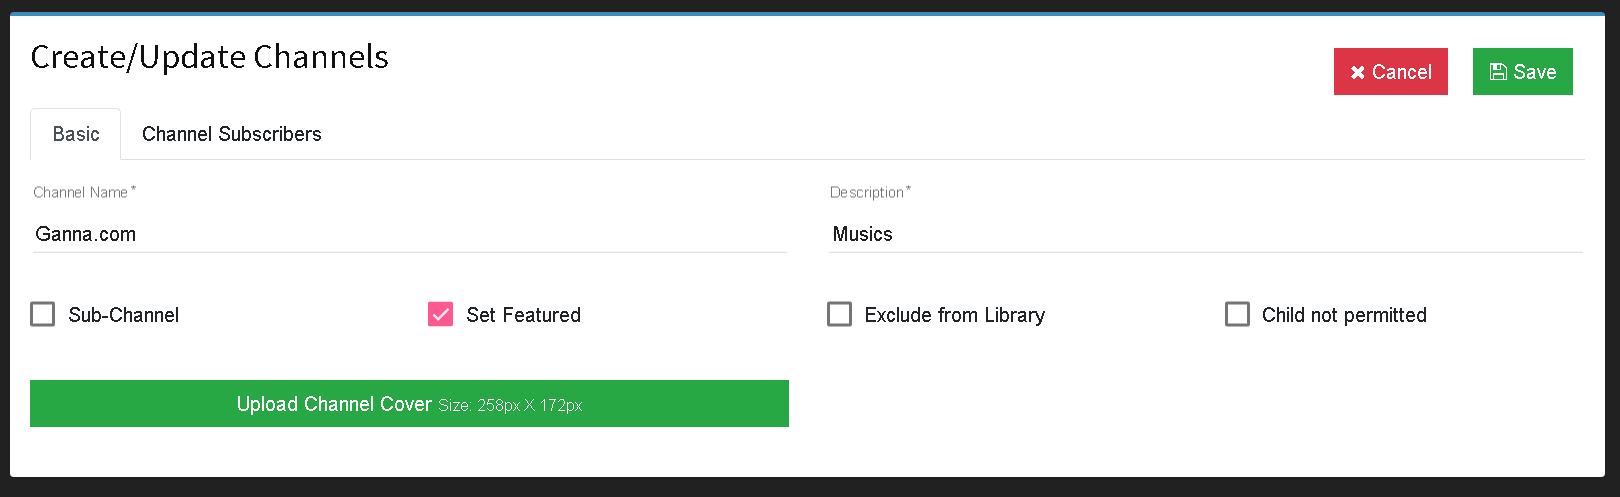 Create/Update Channels
Cancel
Save
Basic
Channel Subscribers
Channel Name*
Description*
Ganna.com
Musics
Sub-Channel
Set Featured
Exclude from Library
Child not permitted
Upload Channel Cover Size: 258px X 172px